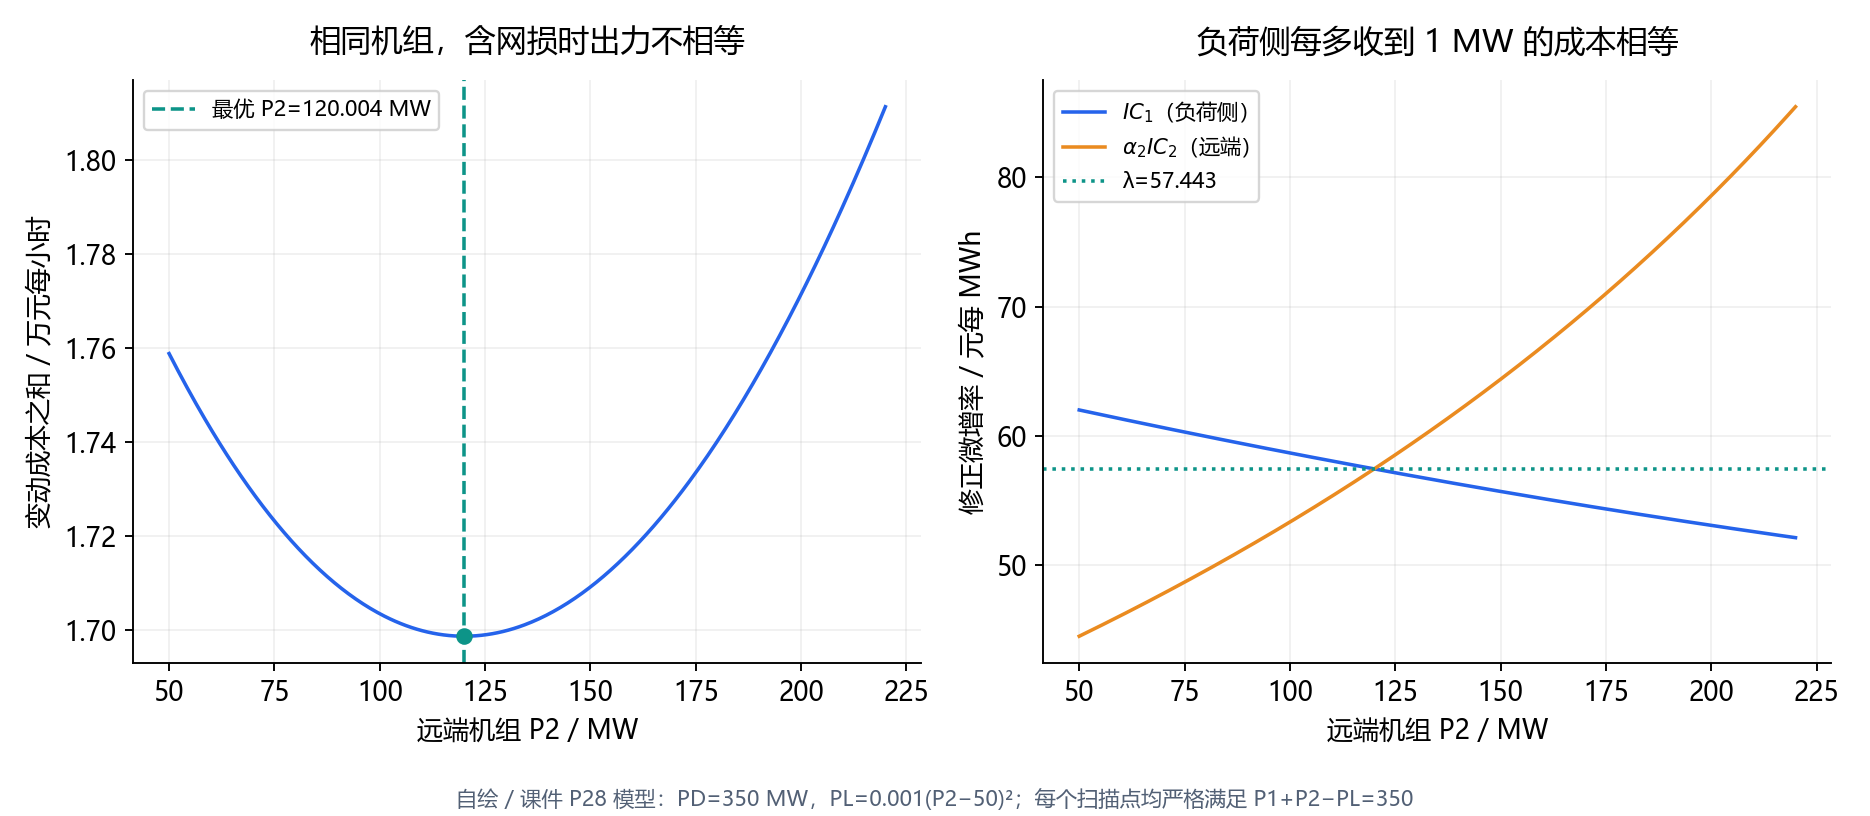 相同机组，含网损时出力不相等
最优 P2=120.004 MW
变动成本之和 / 万元每小时
1.80
1.78
1.76
1.74
1.72
1.70
50 75 100 125 150 175 200 225
远端机组 P2 / MW
负荷侧每多收到 1 MW 的成本相等
IC₁（负荷侧）
α₂IC₂（远端）
λ=57.443
修正微增率 / 元每 MWh
80
70
60
50
50 75 100 125 150 175 200 225
远端机组 P2 / MW
自绘 / 课件 P28 模型：PD=350 MW，PL=0.001(P2−50)²；每个扫描点均严格满足 P1+P2−PL=350